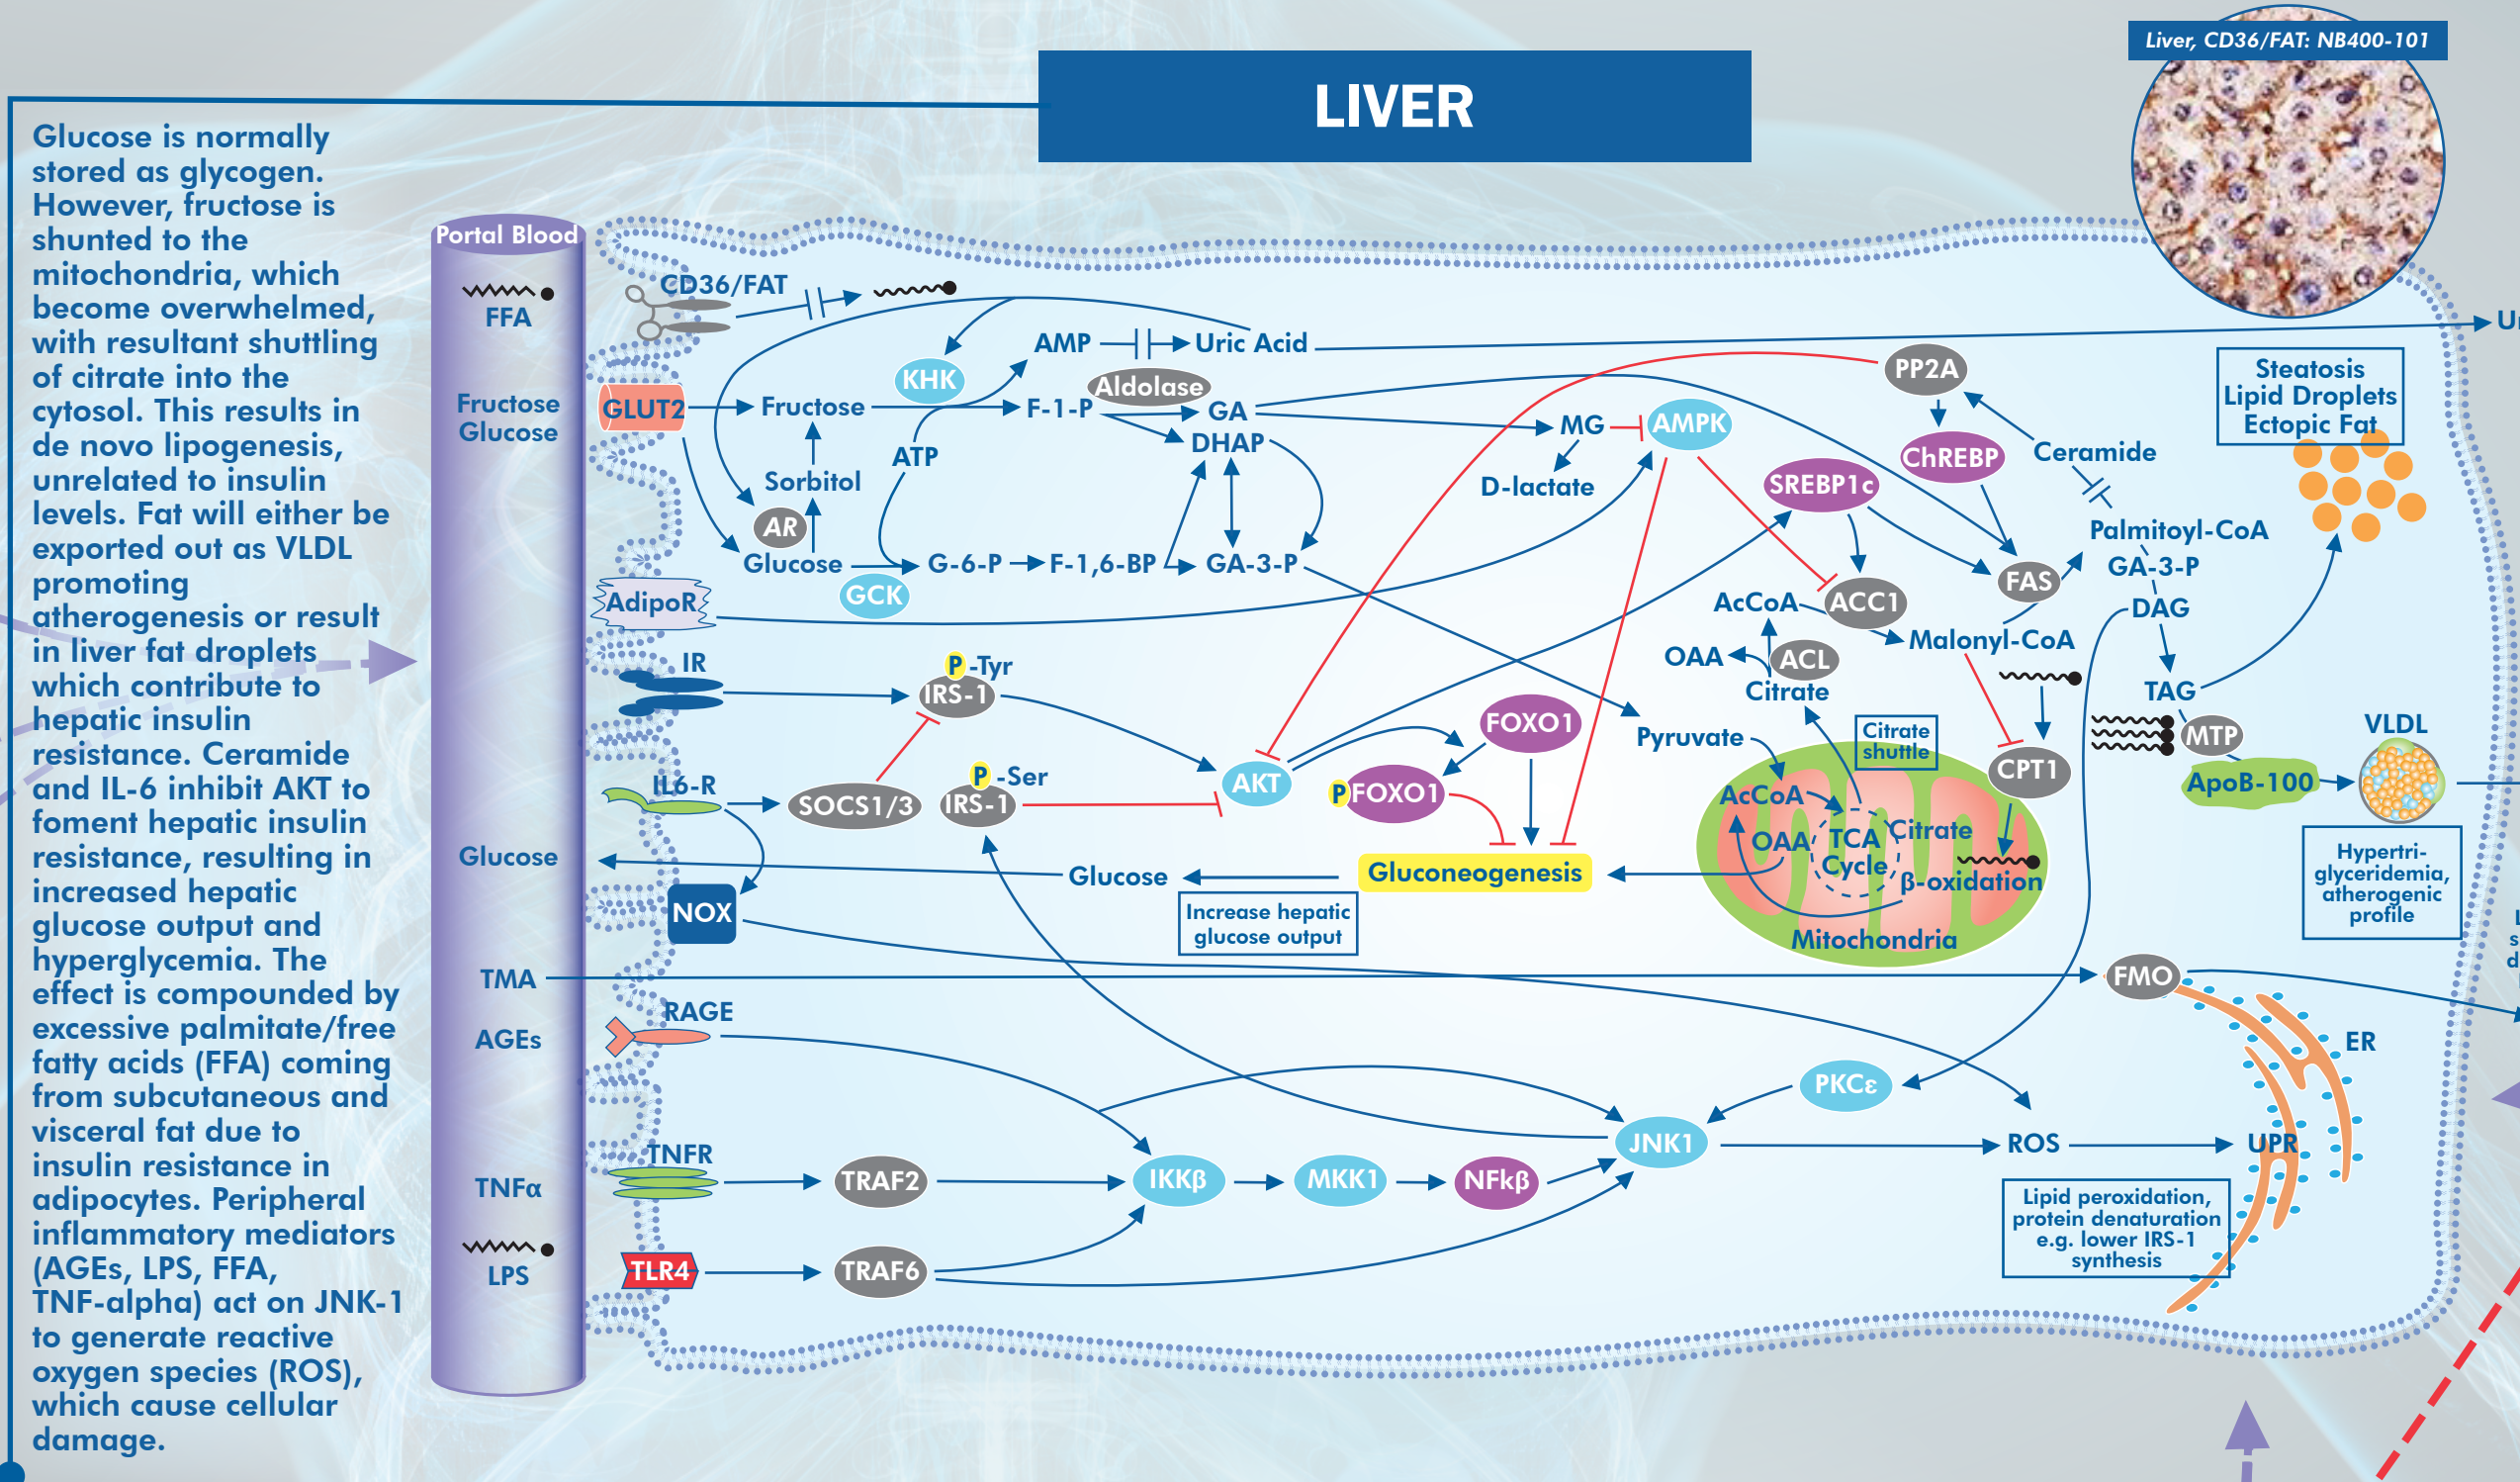 Liver, CD36/FAT: NB400-101
LIVER
Glucose is normally
stored as glycogen.
However, fructose is
shunted to the
mitochondria, which
become overwhelmed,
with resultant shuttling
of citrate into the
cytosol. This results in
de novo lipogenesis,
unrelated to insulin
levels. Fat will either be
exported out as VLDL
promoting
atherogenesis or result
in liver fat droplets
which contribute to
hepatic insulin
resistance. Ceramide
and IL-6 inhibit AKT to
foment hepatic insulin
resistance, resulting in
increased hepatic
glucose output and
hyperglycemia. The
effect is compounded by
excessive palmitate/free
fatty acids (FFA) coming
from subcutaneous and
visceral fat due to
insulin resistance in
adipocytes. Peripheral
inflammatory mediators
(AGEs, LPS, FFA,
TNF-alpha) act on JNK-1
to generate reactive
oxygen species (ROS),
which cause cellular
damage.
Portal Blood
FFA
Fructose
Glucose
Glucose
TMA
AGEs
TNFα
LPS
CD36/FAT
GLUT2
AdipoR
IR
IL6-R
NOX
RAGE
TNFR
TLR4
KHK
AMP
Uric Acid
Fructose
F-1-P
Aldolase
GA
DHAP
ATP
Sorbitol
AR
Glucose
GCK
G-6-P
F-1,6-BP
GA-3-P
MG
AMPK
D-lactate
PP2A
ChREBP
Ceramide
SREBP1c
Steatosis
Lipid Droplets
Ectopic Fat
Palmitoyl-CoA
GA-3-P
DAG
FAS
AcCoA
ACC1
Malonyl-CoA
OAA
ACL
Citrate
TAG
MTP
VLDL
ApoB-100
CPT1
Hypertri-
glyceridemia,
atherogenic
profile
P-Tyr
IRS-1
SOCS1/3
P-Ser
IRS-1
AKT
FOXO1
P FOXO1
Pyruvate
Citrate
shuttle
AcCoA
OAA
TCA
Cycle
Citrate
β-oxidation
Mitochondria
Gluconeogenesis
Glucose
Increase hepatic
glucose output
FMO
ER
PKCε
JNK1
ROS
UPR
TRAF2
IKKβ
MKK1
NFkβ
TRAF6
Lipid peroxidation,
protein denaturation
e.g. lower IRS-1
synthesis